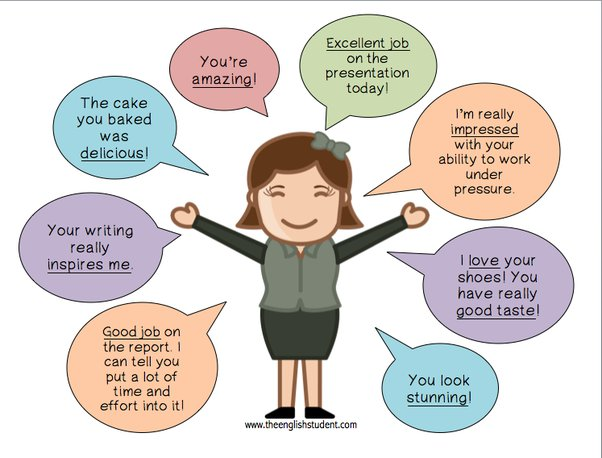 You're
amazing!
Excellent job
on the
presentation
today!
The cake
you baked
was
delicious!
I'm really
impressed
with your
ability to work
under
pressure.
Your writing
really
inspires me.
I love your
shoes! You
have really
good taste!
Good job on
the report. I
can tell you
put a lot of
time and
effort into it!
You look
stunning!
www.theenglishstudent.com